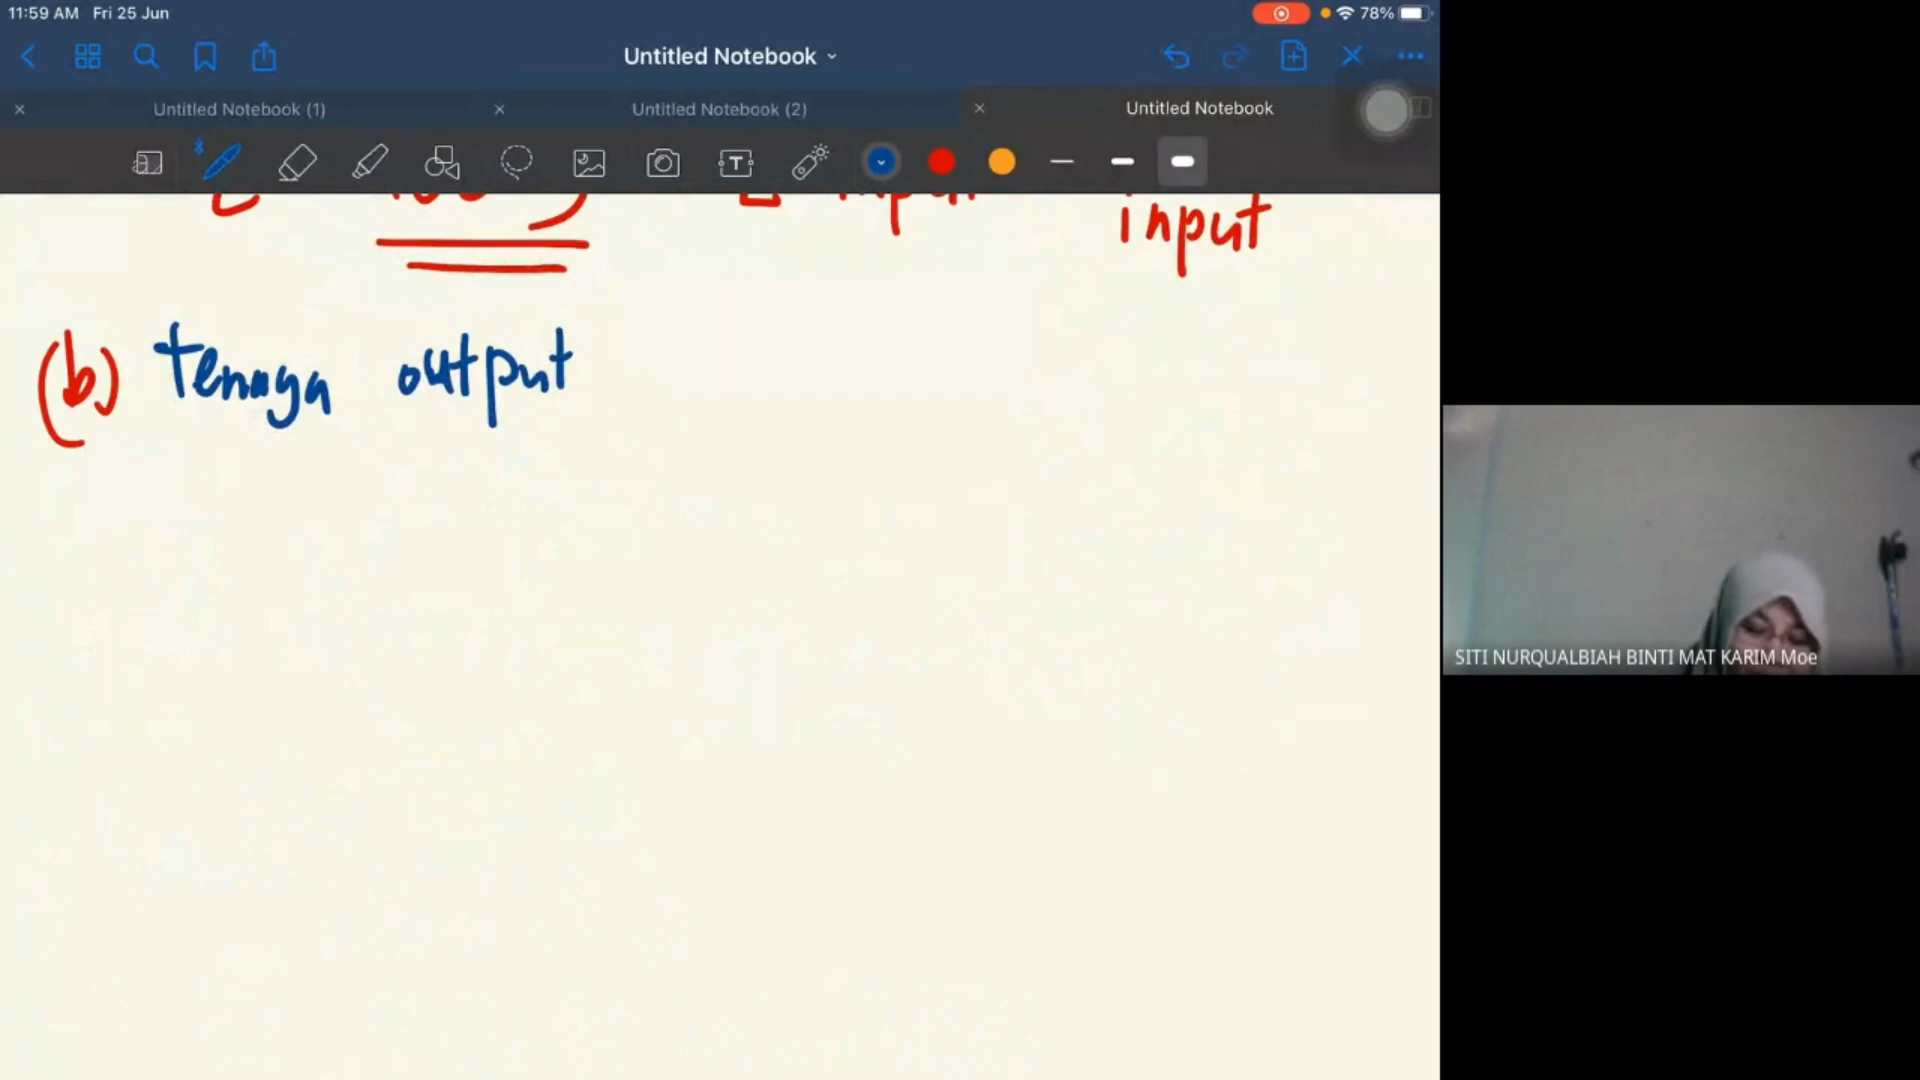 11:59 AM Fri 25 Jun
78%
Untitled Notebook
Untitled Notebook (1)
Untitled Notebook (2)
Untitled Notebook
T
input
(b) tenaga output
SITI NURQUALBIAH BINTI MAT KARIM Moe